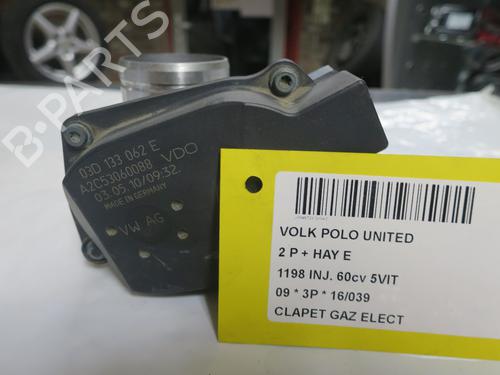 B-PARTS
03D 133 062 E
A2C53060088 VDO
03.05.10/09:32.
MADE IN GERMANY
VW AG
VOLK POLO UNITED
2 P + HAY E
1198 INJ. 60cv 5VIT
09 * 3P * 16/039
CLAPET GAZ ELECT